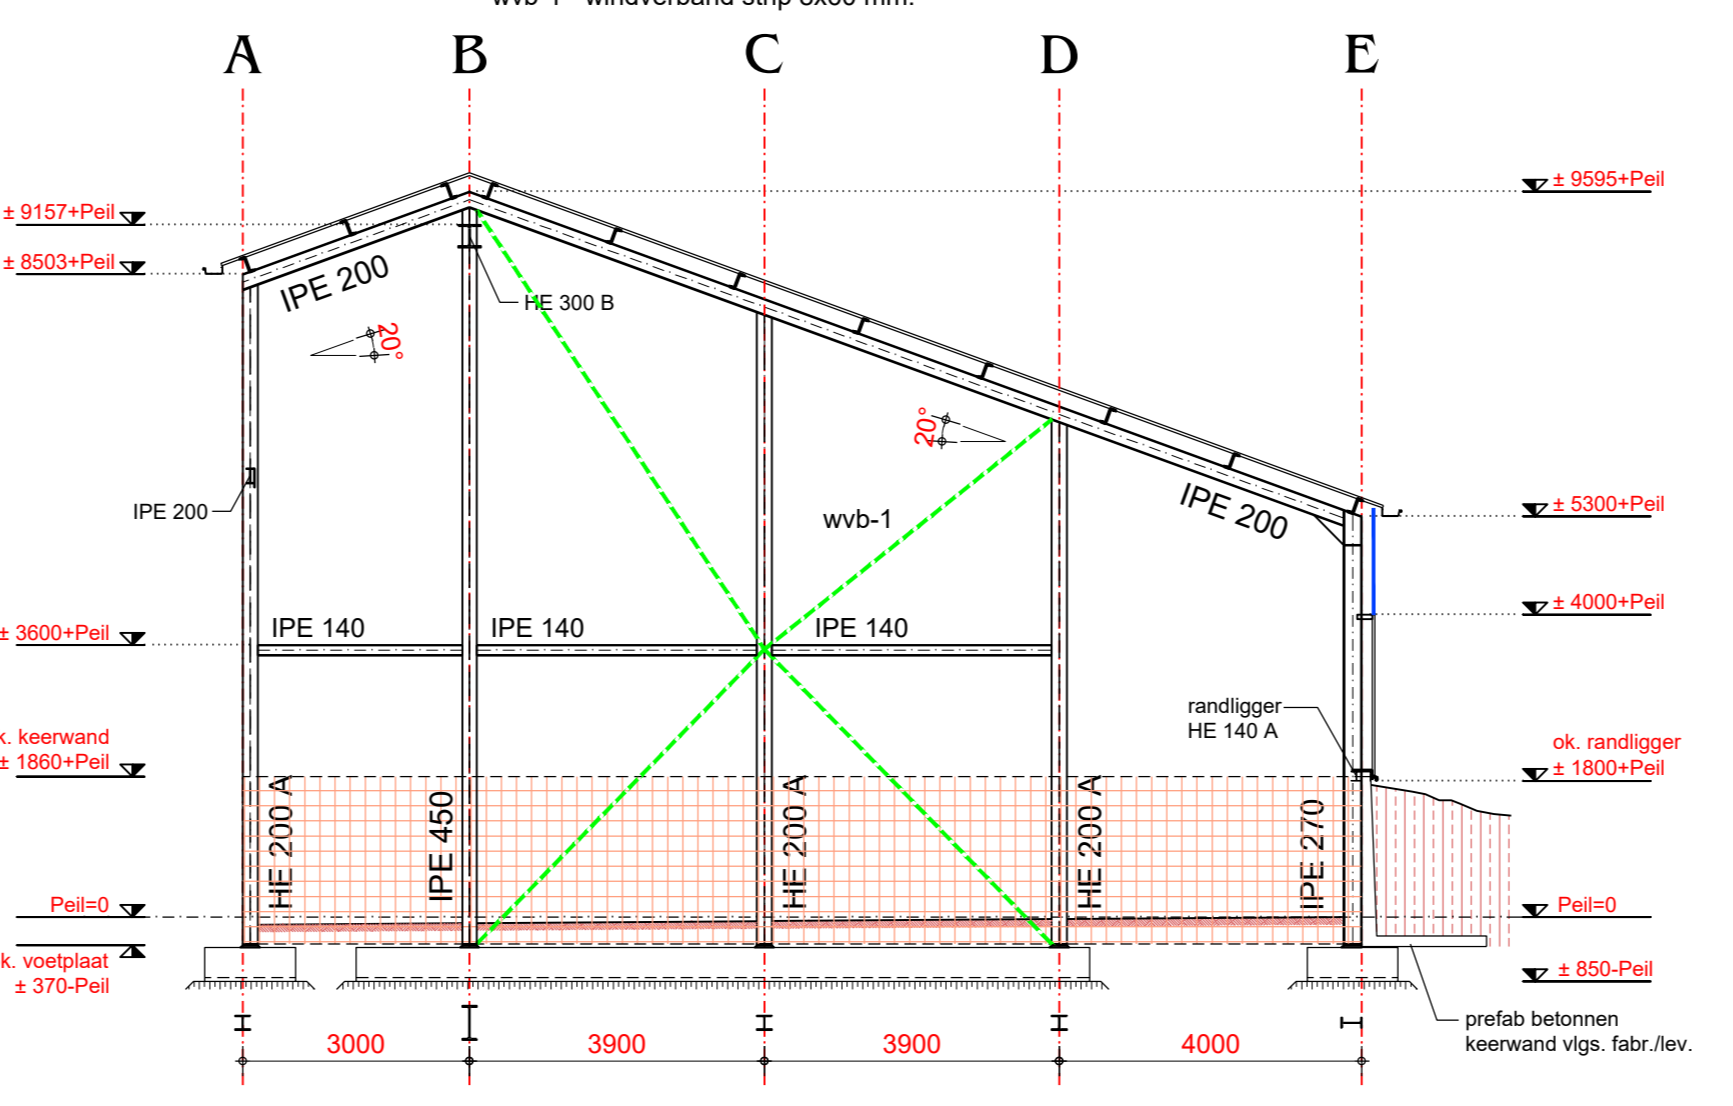 A B C D E
± 9157+Peil
± 8503+Peil
± 9595+Peil
IPE 200
HE 300 B
20°
20°
IPE 200
IPE 200
wvb-1
± 5300+Peil
± 4000+Peil
± 3600+Peil
IPE 140 IPE 140 IPE 140
randligger
HE 140 A
k. keerwand
± 1860+Peil
ok. randligger
± 1800+Peil
HE 200 A
IPE 450
HE 200 A
HE 200 A
IPE 270
Peil=0
Peil=0
k. voetplaat
± 370-Peil
± 850-Peil
prefab betonnen
keerwand vlgs. fabr./lev.
3000 3900 3900 4000